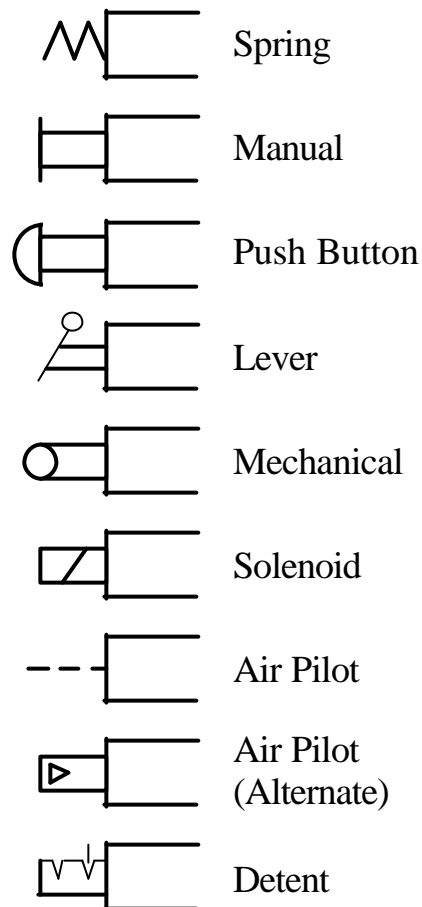 Spring
Manual
Push Button
Lever
Mechanical
Solenoid
Air Pilot
Air Pilot
(Alternate)
Detent